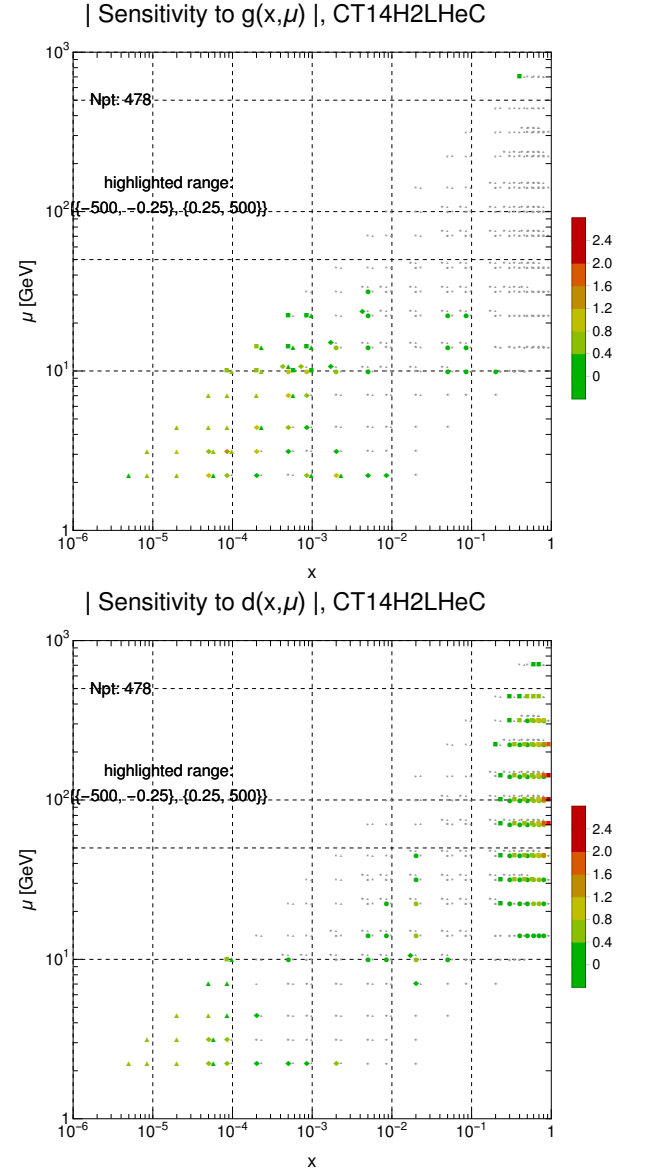 | Sensitivity to g(x,μ) |, CT14H2LHeC
10³
Npt: 478
highlighted range:
{{−500, −0.25}, {0.25, 500}}
10²
μ [GeV]
10¹
1
10⁻⁶ 10⁻⁵ 10⁻⁴ 10⁻³ 10⁻² 10⁻¹ 1
x
2.4
2.0
1.6
1.2
0.8
0.4
0
| Sensitivity to d(x,μ) |, CT14H2LHeC
10³
Npt: 478
highlighted range:
{{−500, −0.25}, {0.25, 500}}
10²
μ [GeV]
10¹
1
10⁻⁶ 10⁻⁵ 10⁻⁴ 10⁻³ 10⁻² 10⁻¹ 1
x
2.4
2.0
1.6
1.2
0.8
0.4
0